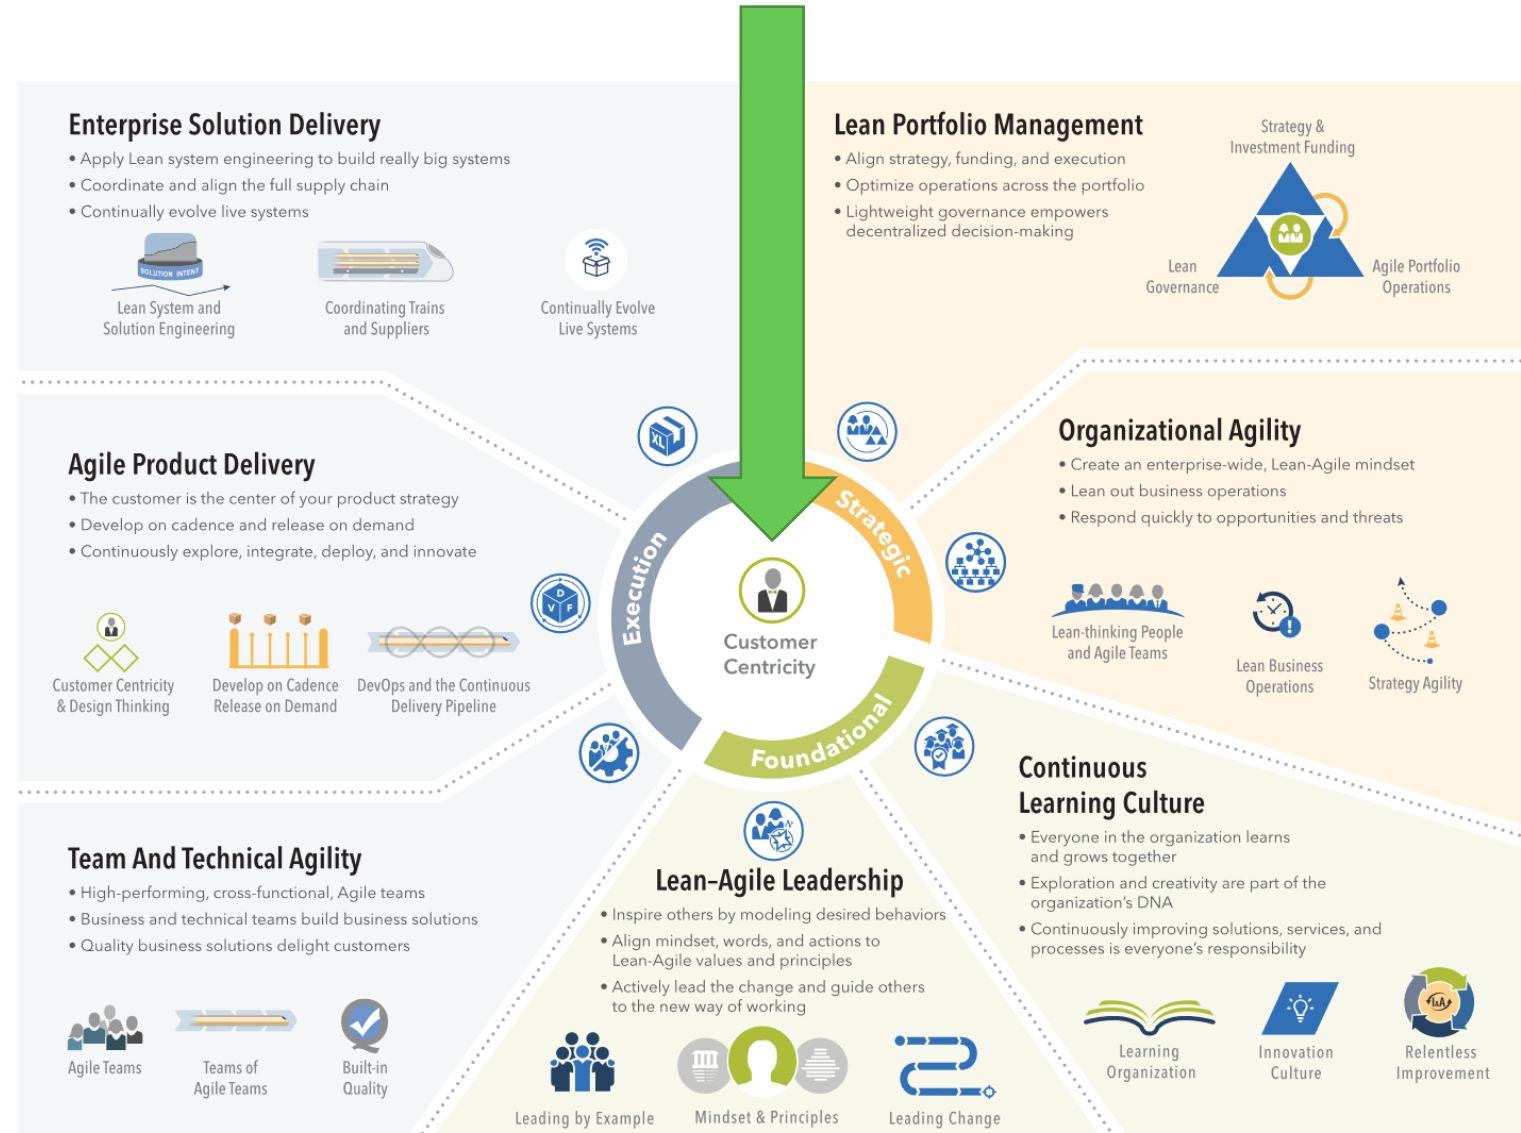 Enterprise Solution Delivery
• Apply Lean system engineering to build really big systems
• Coordinate and align the full supply chain
• Continually evolve live systems
SOLUTION INTENT
Lean System and
Solution Engineering
Coordinating Trains
and Suppliers
Continually Evolve
Live Systems
Lean Portfolio Management
• Align strategy, funding, and execution
• Optimize operations across the portfolio
• Lightweight governance empowers
decentralized decision-making
Strategy &
Investment Funding
Lean
Governance
Agile Portfolio
Operations
Agile Product Delivery
• The customer is the center of your product strategy
• Develop on cadence and release on demand
• Continuously explore, integrate, deploy, and innovate
Customer Centricity
& Design Thinking
Develop on Cadence
Release on Demand
DevOps and the Continuous
Delivery Pipeline
XL
D
V F
Execution
Strategic
Foundational
Customer
Centricity
Organizational Agility
• Create an enterprise-wide, Lean-Agile mindset
• Lean out business operations
• Respond quickly to opportunities and threats
Lean-thinking People
and Agile Teams
!
Lean Business
Operations
Strategy Agility
Team And Technical Agility
• High-performing, cross-functional, Agile teams
• Business and technical teams build business solutions
• Quality business solutions delight customers
Agile Teams
Teams of
Agile Teams
Built-in
Quality
Lean–Agile Leadership
• Inspire others by modeling desired behaviors
• Align mindset, words, and actions to
Lean-Agile values and principles
• Actively lead the change and guide others
to the new way of working
Leading by Example
Mindset & Principles
Leading Change
Continuous
Learning Culture
• Everyone in the organization learns
and grows together
• Exploration and creativity are part of the
organization's DNA
• Continuously improving solutions, services, and
processes is everyone's responsibility
Learning
Organization
Innovation
Culture
I&A
Relentless
Improvement